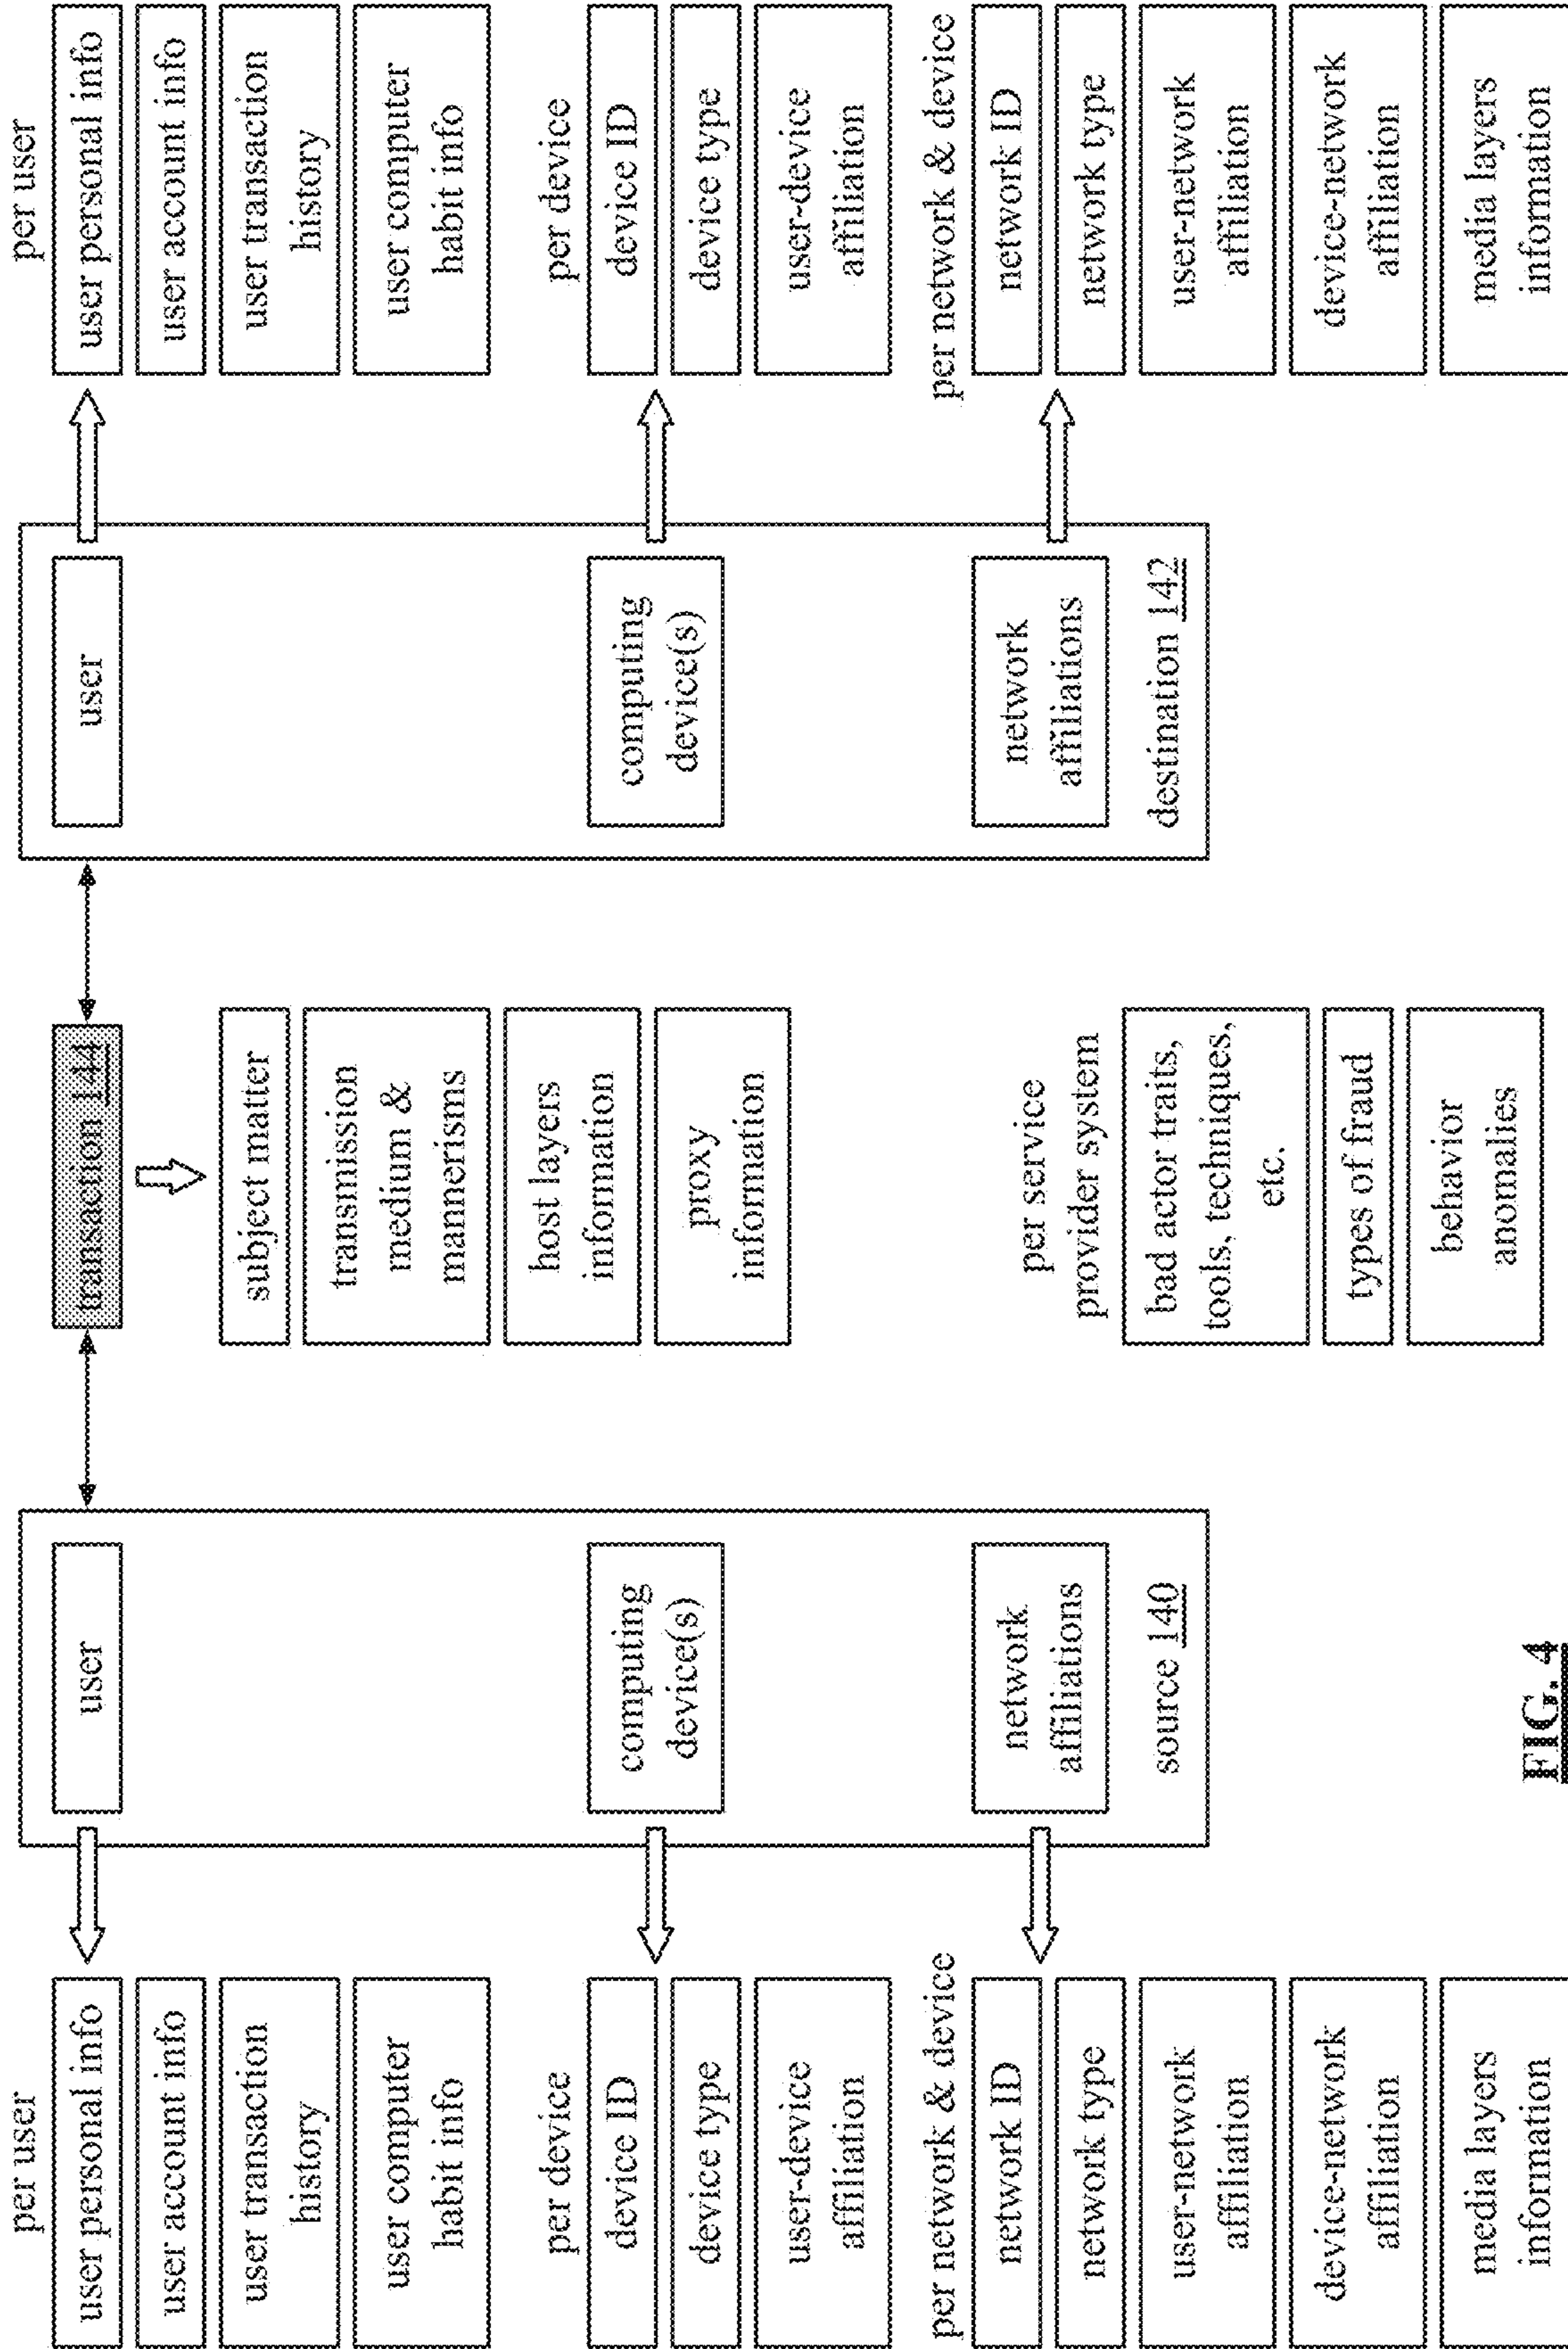 per user
user personal info
user account info
user transaction
history
user computer
habit info
per device
device ID
device type
user-device
affiliation
per network & device
network ID
network type
user-network
affiliation
device-network
affiliation
media layers
information
user
computing
device(s)
network
affiliations
source 140
transaction 144
subject matter
transmission
medium &
mannerisms
host layers
information
proxy
information
per service
provider system
bad actor traits,
tools, techniques,
etc.
types of fraud
behavior
anomalies
user
computing
device(s)
network
affiliations
destination 142
per user
user personal info
user account info
user transaction
history
user computer
habit info
per device
device ID
device type
user-device
affiliation
per network & device
network ID
network type
user-network
affiliation
device-network
affiliation
media layers
information
FIG. 4